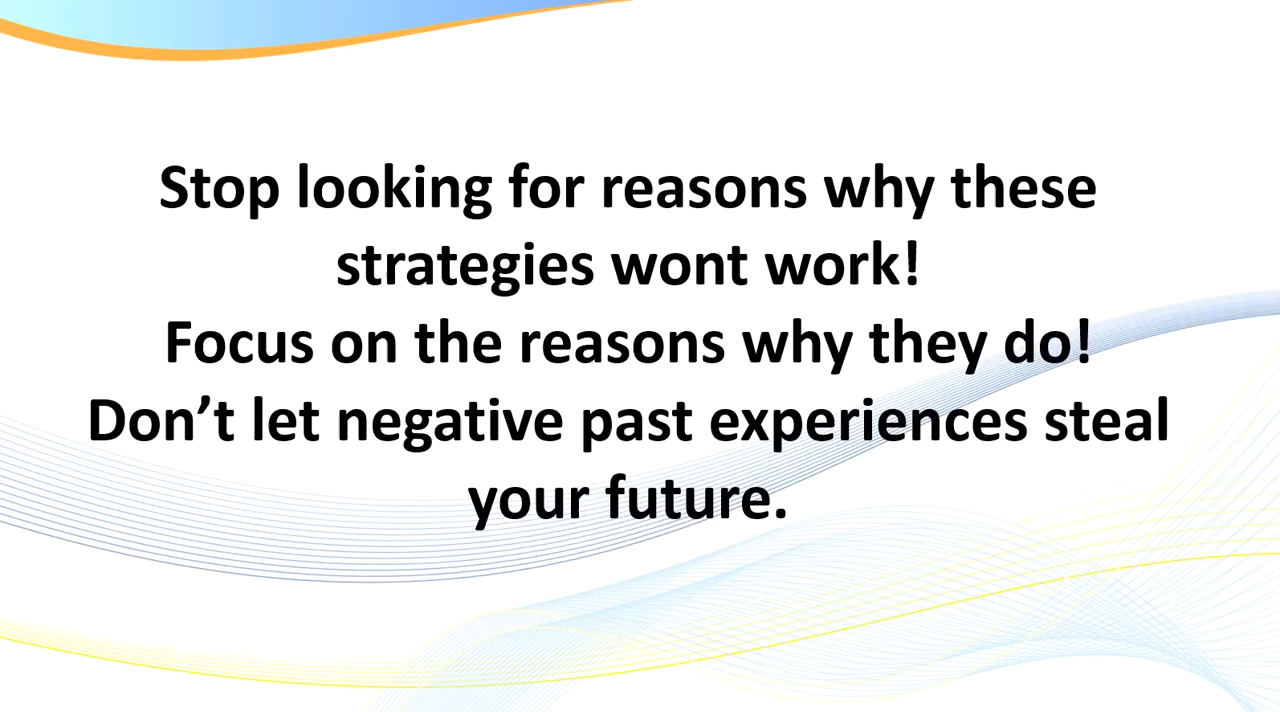 Stop looking for reasons why these
strategies wont work!
Focus on the reasons why they do!
Don’t let negative past experiences steal
your future.